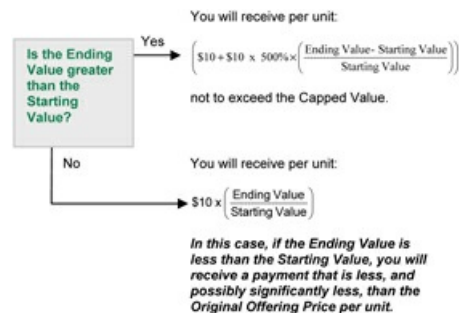 You will receive per unit:
Yes
Is the Ending
Value greater
than the
Starting
Value?
($10 + $10 x 500% × (Ending Value- Starting Value / Starting Value))
not to exceed the Capped Value.
No
You will receive per unit:
$10 x (Ending Value / Starting Value)
In this case, if the Ending Value is
less than the Starting Value, you will
receive a payment that is less, and
possibly significantly less, than the
Original Offering Price per unit.